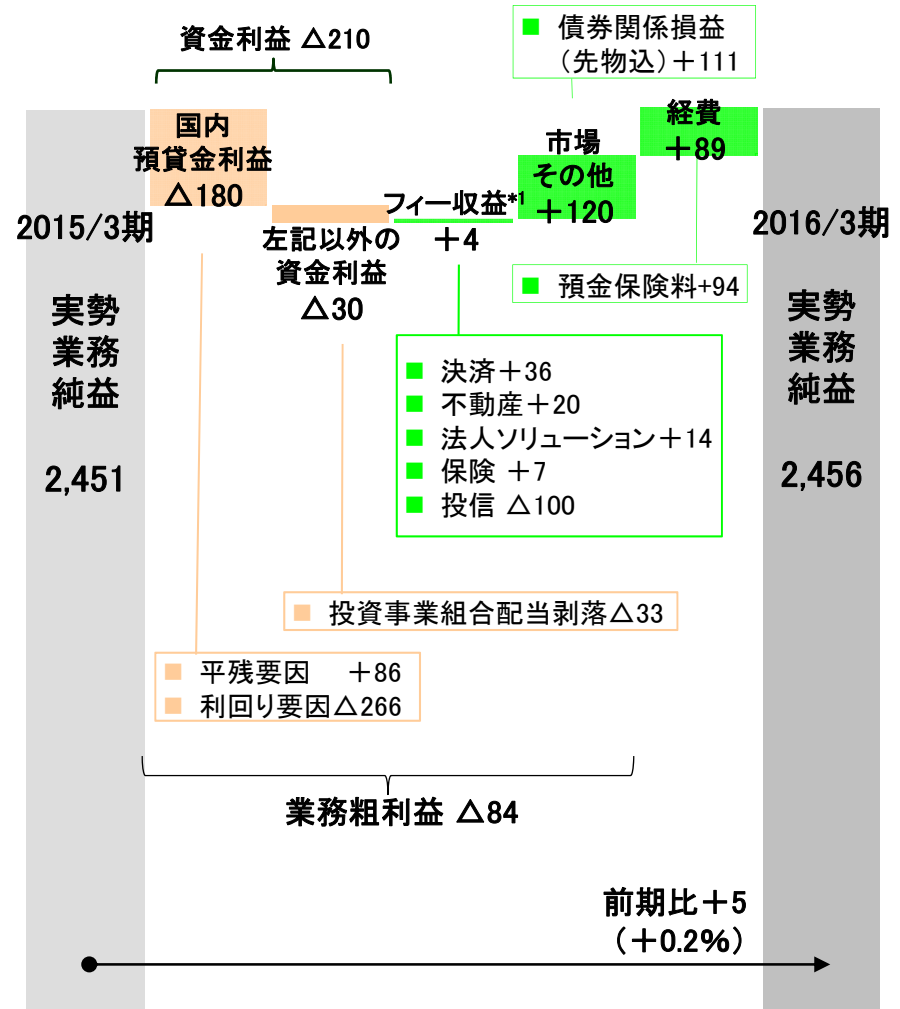 資金利益 △210
■ 債券関係損益
（先物込）＋111
国内
預貸金利益
△180
左記以外の
資金利益
△30
フィー収益*1
＋4
市場
その他
＋120
経費
＋89
2015/3期
実勢
業務
純益
2,451
2016/3期
実勢
業務
純益
2,456
■ 預金保険料+94
■ 決済＋36
■ 不動産＋20
■ 法人ソリューション＋14
■ 保険 ＋7
■ 投信 △100
■ 投資事業組合配当剥落△33
■ 平残要因 ＋86
■ 利回り要因△266
業務粗利益 △84
前期比＋5
（＋0.2%）